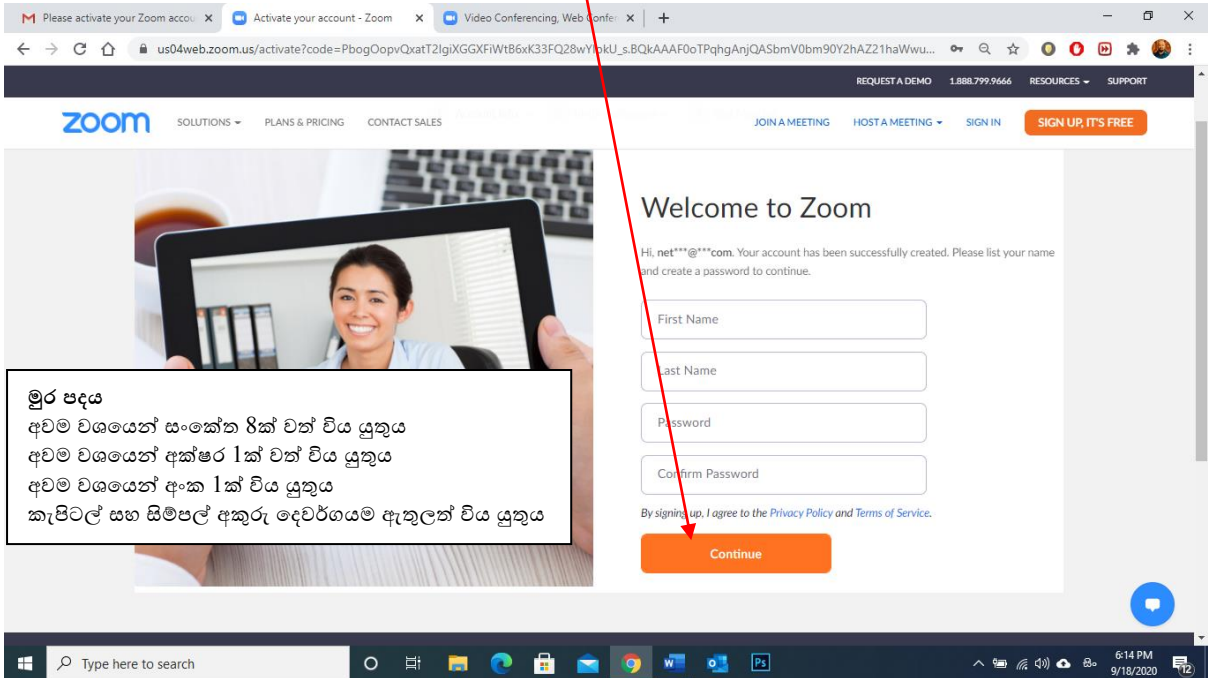 Please activate your Zoom accou
Activate your account - Zoom
Video Conferencing, Web Confer
us04web.zoom.us/activate?code=
REQUEST A DEMO 1.888.799.9666 RESOURCES SUPPORT
zoom SOLUTIONS PLANS & PRICING CONTACT SALES JOIN A MEETING HOST A MEETING SIGN IN SIGN UP, IT'S FREE
Welcome to Zoom
Hi, net***@***com. Your account has been successfully created. Please list your name
and create a password to continue.
First Name
Last Name
Password
Confirm Password
By signing up, I agree to the Privacy Policy and Terms of Service.
Continue
මුර පදය
අවම වශයෙන් සංකේත 8ක් වත් විය යුතුය
අවම වශයෙන් අක්ෂර 1ක් වත් විය යුතුය
අවම වශයෙන් අංක 1ක් විය යුතුය
කැපිටල් සහ සිම්පල් අකුරු දෙවර්ගයම ඇතුලත් විය යුතුය
Type here to search
6:14 PM
9/18/2020
12